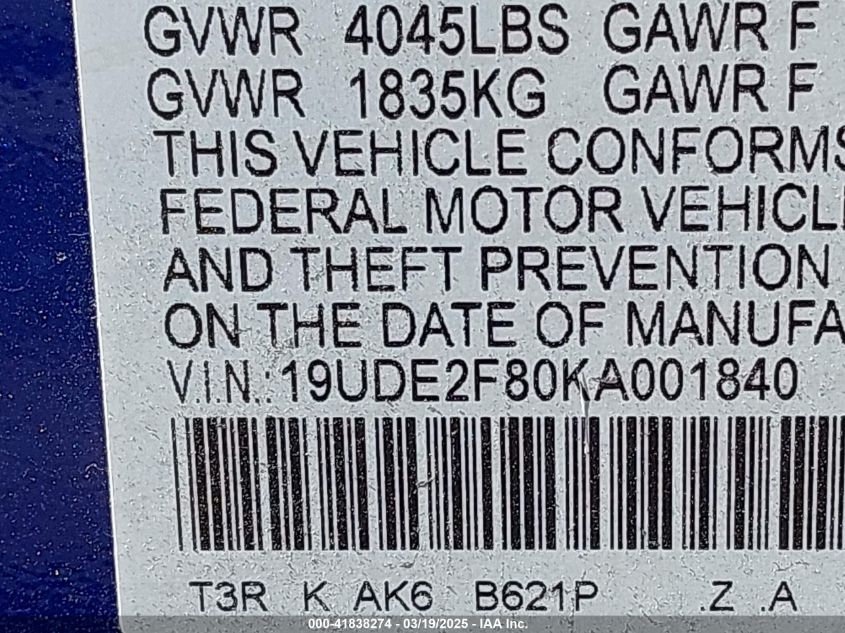 GVWR 4045LBS GAWR F
GVWR 1835KG GAWR F
THIS VEHICLE CONFORMS
FEDERAL MOTOR VEHICLE
AND THEFT PREVENTION
ON THE DATE OF MANUFA
V.I.N.: 19UDE2F80KA001840
T3R K AK6 B621P .Z .A
000-41838274 — 03/19/2025 - IAA Inc.